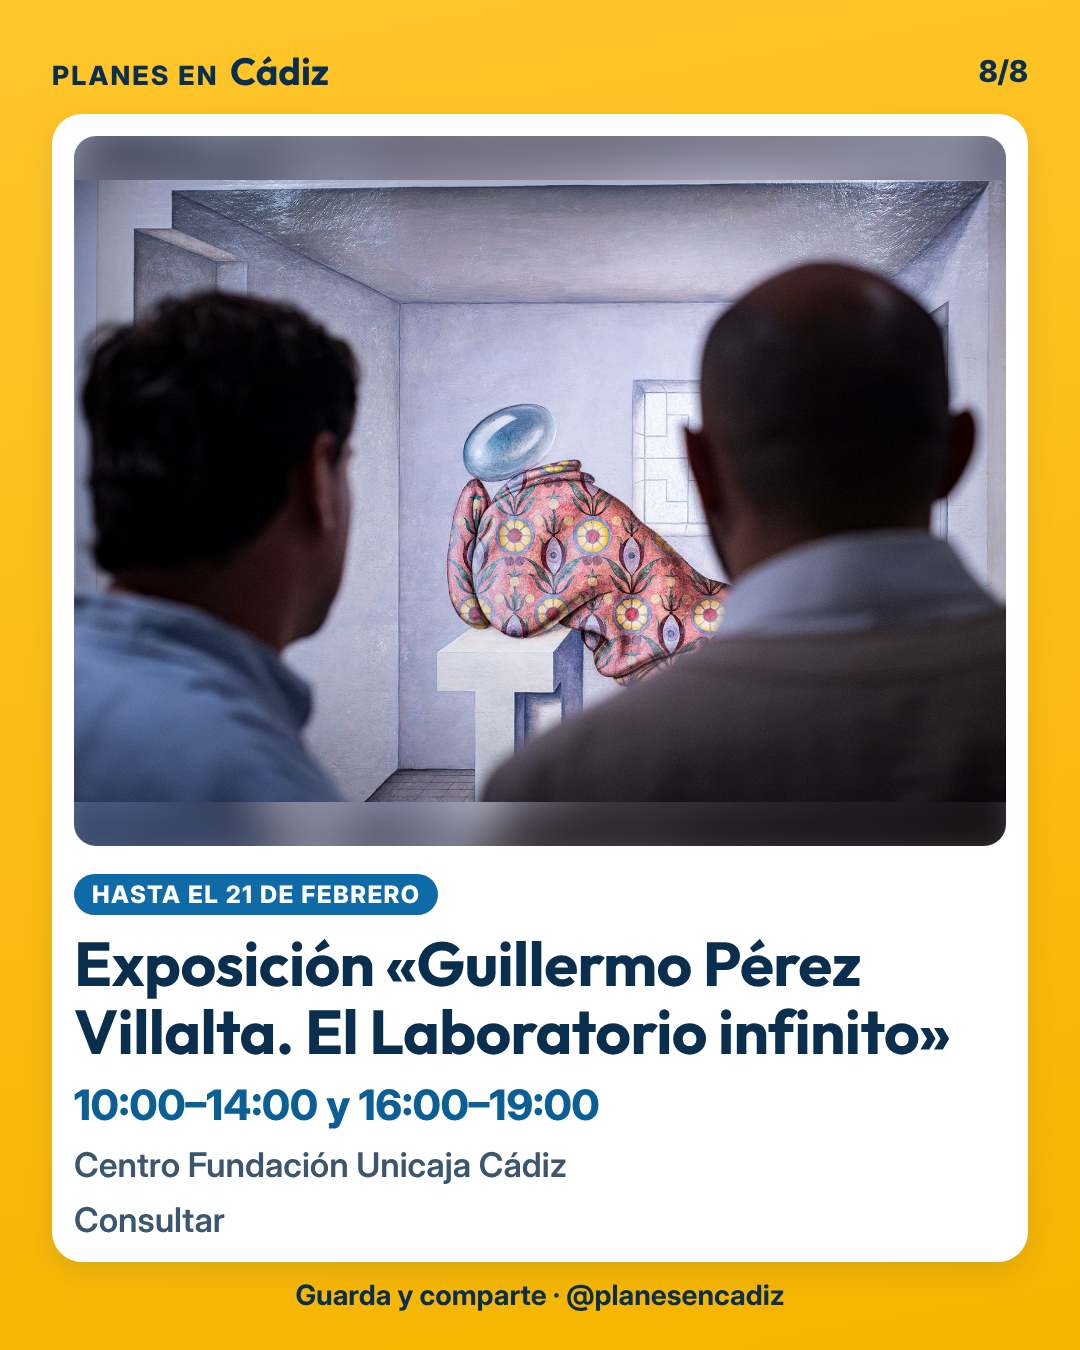 PLANES EN Cádiz
8/8
HASTA EL 21 DE FEBRERO
Exposición «Guillermo Pérez
Villalta. El Laboratorio infinito»
10:00–14:00 y 16:00–19:00
Centro Fundación Unicaja Cádiz
Consultar
Guarda y comparte · @planesencadiz